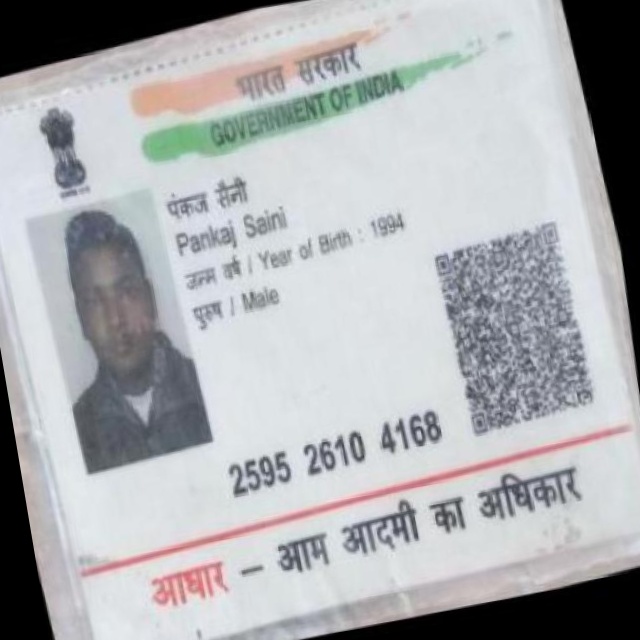 भारत सरकार
GOVERNMENT OF INDIA
पंकज सैनी
Pankaj Saini
जन्म वर्ष / Year of Birth : 1994
पुरुष / Male
2595 2610 4168
आधार – आम आदमी का अधिकार